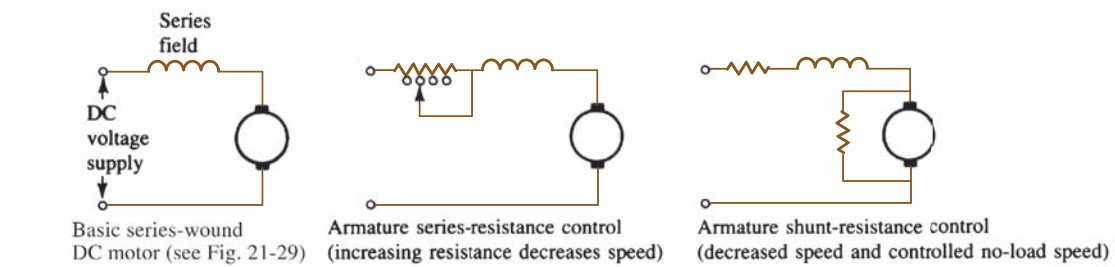 Series
field
DC
voltage
supply
Basic series-wound
DC motor (see Fig. 21-29)
Armature series-resistance control
(increasing resistance decreases speed)
Armature shunt-resistance control
(decreased speed and controlled no-load speed)